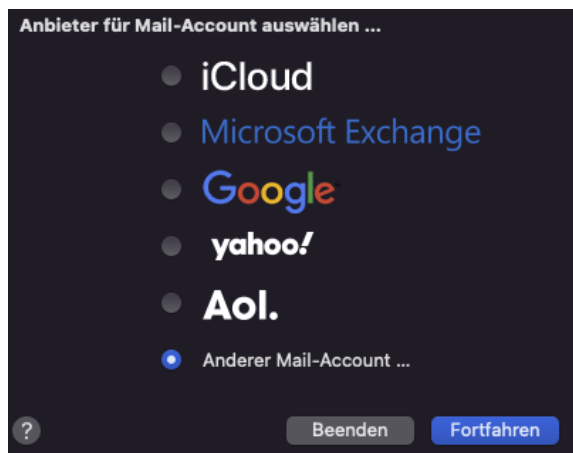 Anbieter für Mail-Account auswählen ...
iCloud
Microsoft Exchange
Google
yahoo!
Aol.
Anderer Mail-Account ...
?
Beenden
Fortfahren